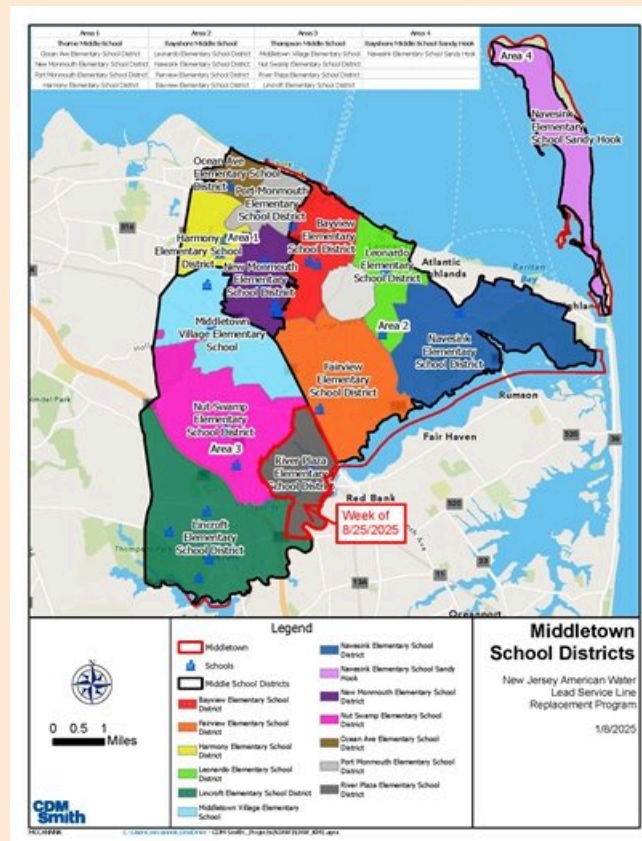 Area 1
Area 2
Area 3
Area 4
Thorne Middle School
Bayshore Middle School
Thompson Middle School
Bayshore Middle School Sandy Hook
Ocean Ave Elementary School District
Leonardo Elementary School District
Middletown Village Elementary School
Navesink Elementary School Sandy Hook
New Monmouth Elementary School District
Navesink Elementary School District
Nut Swamp Elementary School District
Port Monmouth Elementary School District
Fairview Elementary School District
River Plaza Elementary School District
Harmony Elementary School District
Bayview Elementary School District
Lincroft Elementary School District
Area 4
Navesink
Elementary
School Sandy Hook
Ocean Ave
Elementary School
District
Port Monmouth
Elementary
School District
Bayview
Elementary
School District
Harmony
Elementary School
District
Area 1
New Monmouth
Elementary
School District
Leonardo
Elementary
School District
Atlantic
Highlands
Raritan
Bay
Middletown
Village Elementary
School
Area 2
Navesink
Elementary
School District
Fairview
Elementary
School District
Nut Swamp
Elementary
School District
Area 3
Rumson
Fair Haven
River Plaza
Elementary
School District
Red Bank
Week of
8/25/2025
Lincroft
Elementary
School District
520
36
520
33
Legend
Middletown
Schools
Middle School Districts
Bayview Elementary School
District
Fairview Elementary School
District
Harmony Elementary School
District
Leonardo Elementary School
District
Lincroft Elementary School District
Middletown Village Elementary
School
Navesink Elementary School
District
Navesink Elementary School Sandy
Hook
New Monmouth Elementary School
District
Nut Swamp Elementary School
District
Ocean Ave Elementary School
District
Port Monmouth Elementary School
District
River Plaza Elementary School
District
0 0.5 1
Miles
CDM
Smith
Middletown
School Districts
New Jersey American Water
Lead Service Line
Replacement Program
1/8/2025